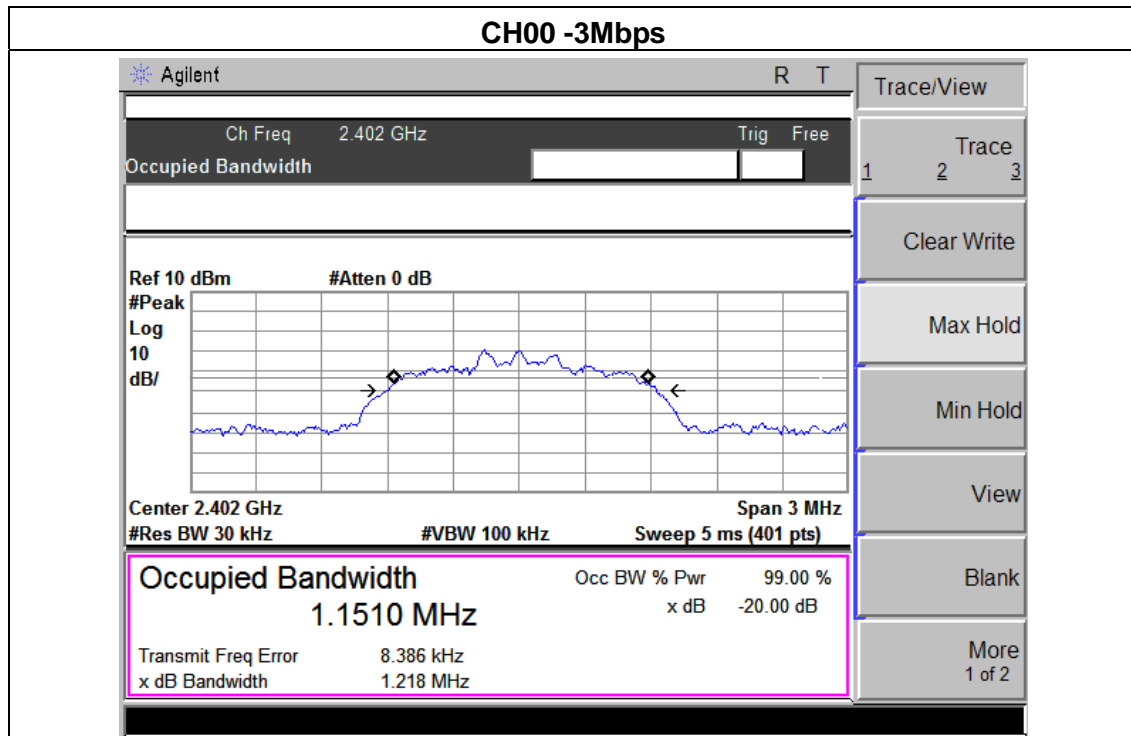 CH00 -3Mbps
Agilent R T
Ch Freq 2.402 GHz Trig Free
Occupied Bandwidth
Ref 10 dBm #Atten 0 dB
#Peak
Log
10
dB/
Center 2.402 GHz Span 3 MHz
#Res BW 30 kHz #VBW 100 kHz Sweep 5 ms (401 pts)
Occupied Bandwidth Occ BW % Pwr 99.00 %
1.1510 MHz x dB -20.00 dB
Transmit Freq Error 8.386 kHz
x dB Bandwidth 1.218 MHz
Trace/View
Trace
1 2 3
Clear Write
Max Hold
Min Hold
View
Blank
More
1 of 2